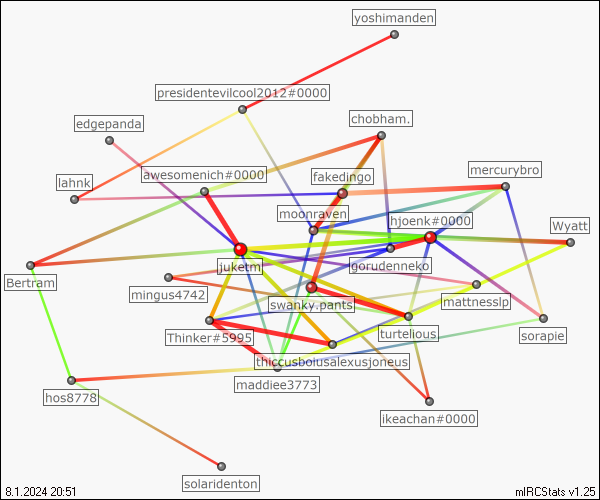 yoshimanden
presidentevilcool2012#0000
chobham.
edgepanda
mercurybro
awesomenich#0000
fakedingo
lahnk
moonraven
hjoenk#0000
Wyatt
juketm
gorudenneko
Bertram
mingus4742
swanky.pants
mattnesslp
Thinker#5995
turtelious
sorapie
thiccusboiusalexusjoneus
maddiee3773
hos8778
ikeachan#0000
solaridenton
8.1.2024 20:51
mIRCStats v1.25